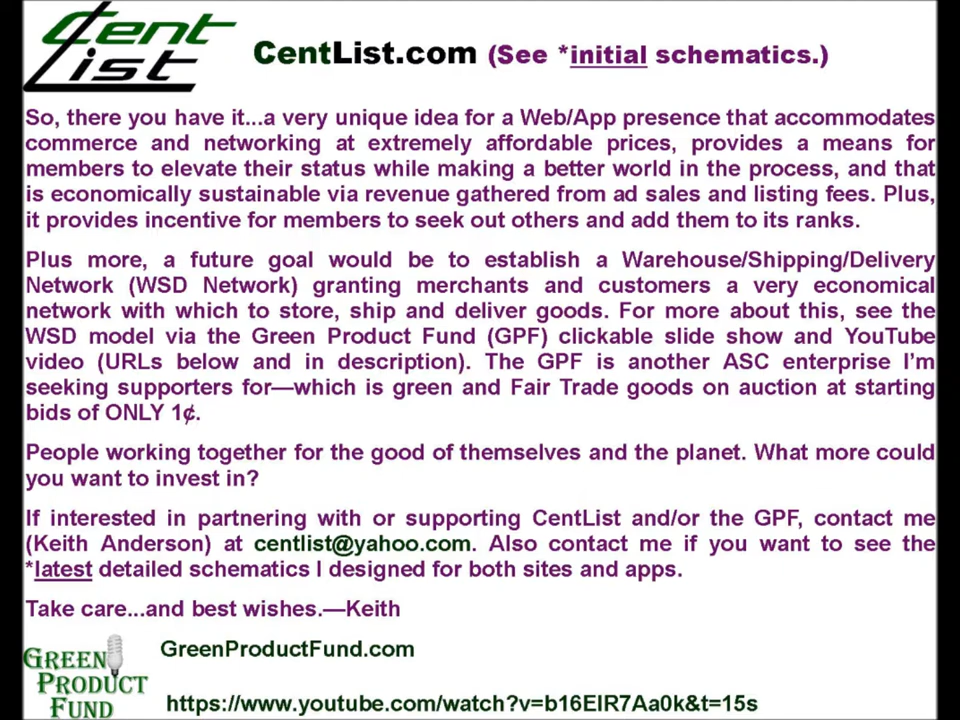 Cent
List
CentList.com (See *initial schematics.)
So, there you have it...a very unique idea for a Web/App presence that accommodates
commerce and networking at extremely affordable prices, provides a means for
members to elevate their status while making a better world in the process, and that
is economically sustainable via revenue gathered from ad sales and listing fees. Plus,
it provides incentive for members to seek out others and add them to its ranks.
Plus more, a future goal would be to establish a Warehouse/Shipping/Delivery
Network (WSD Network) granting merchants and customers a very economical
network with which to store, ship and deliver goods. For more about this, see the
WSD model via the Green Product Fund (GPF) clickable slide show and YouTube
video (URLs below and in description). The GPF is another ASC enterprise I'm
seeking supporters for—which is green and Fair Trade goods on auction at starting
bids of ONLY 1¢.
People working together for the good of themselves and the planet. What more could
you want to invest in?
If interested in partnering with or supporting CentList and/or the GPF, contact me
(Keith Anderson) at centlist@yahoo.com. Also contact me if you want to see the
*latest detailed schematics I designed for both sites and apps.
Take care...and best wishes.—Keith
GREEN
PRODUCT
FUND
GreenProductFund.com
https://www.youtube.com/watch?v=b16EIR7Aa0k&t=15s